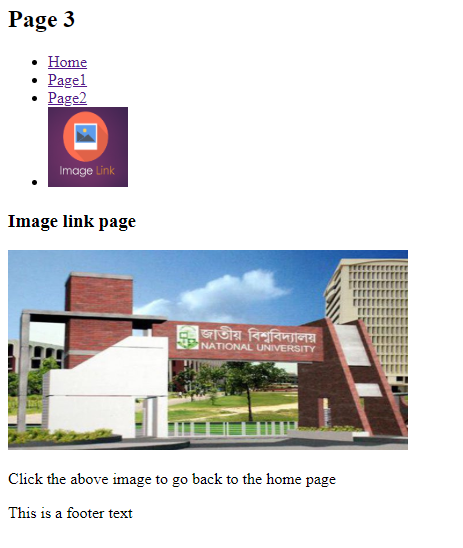 Page 3
Home
Page1
Page2
Image Link
Image link page
জাতীয় বিশ্ববিদ্যালয়
NATIONAL UNIVERSITY
Click the above image to go back to the home page
This is a footer text